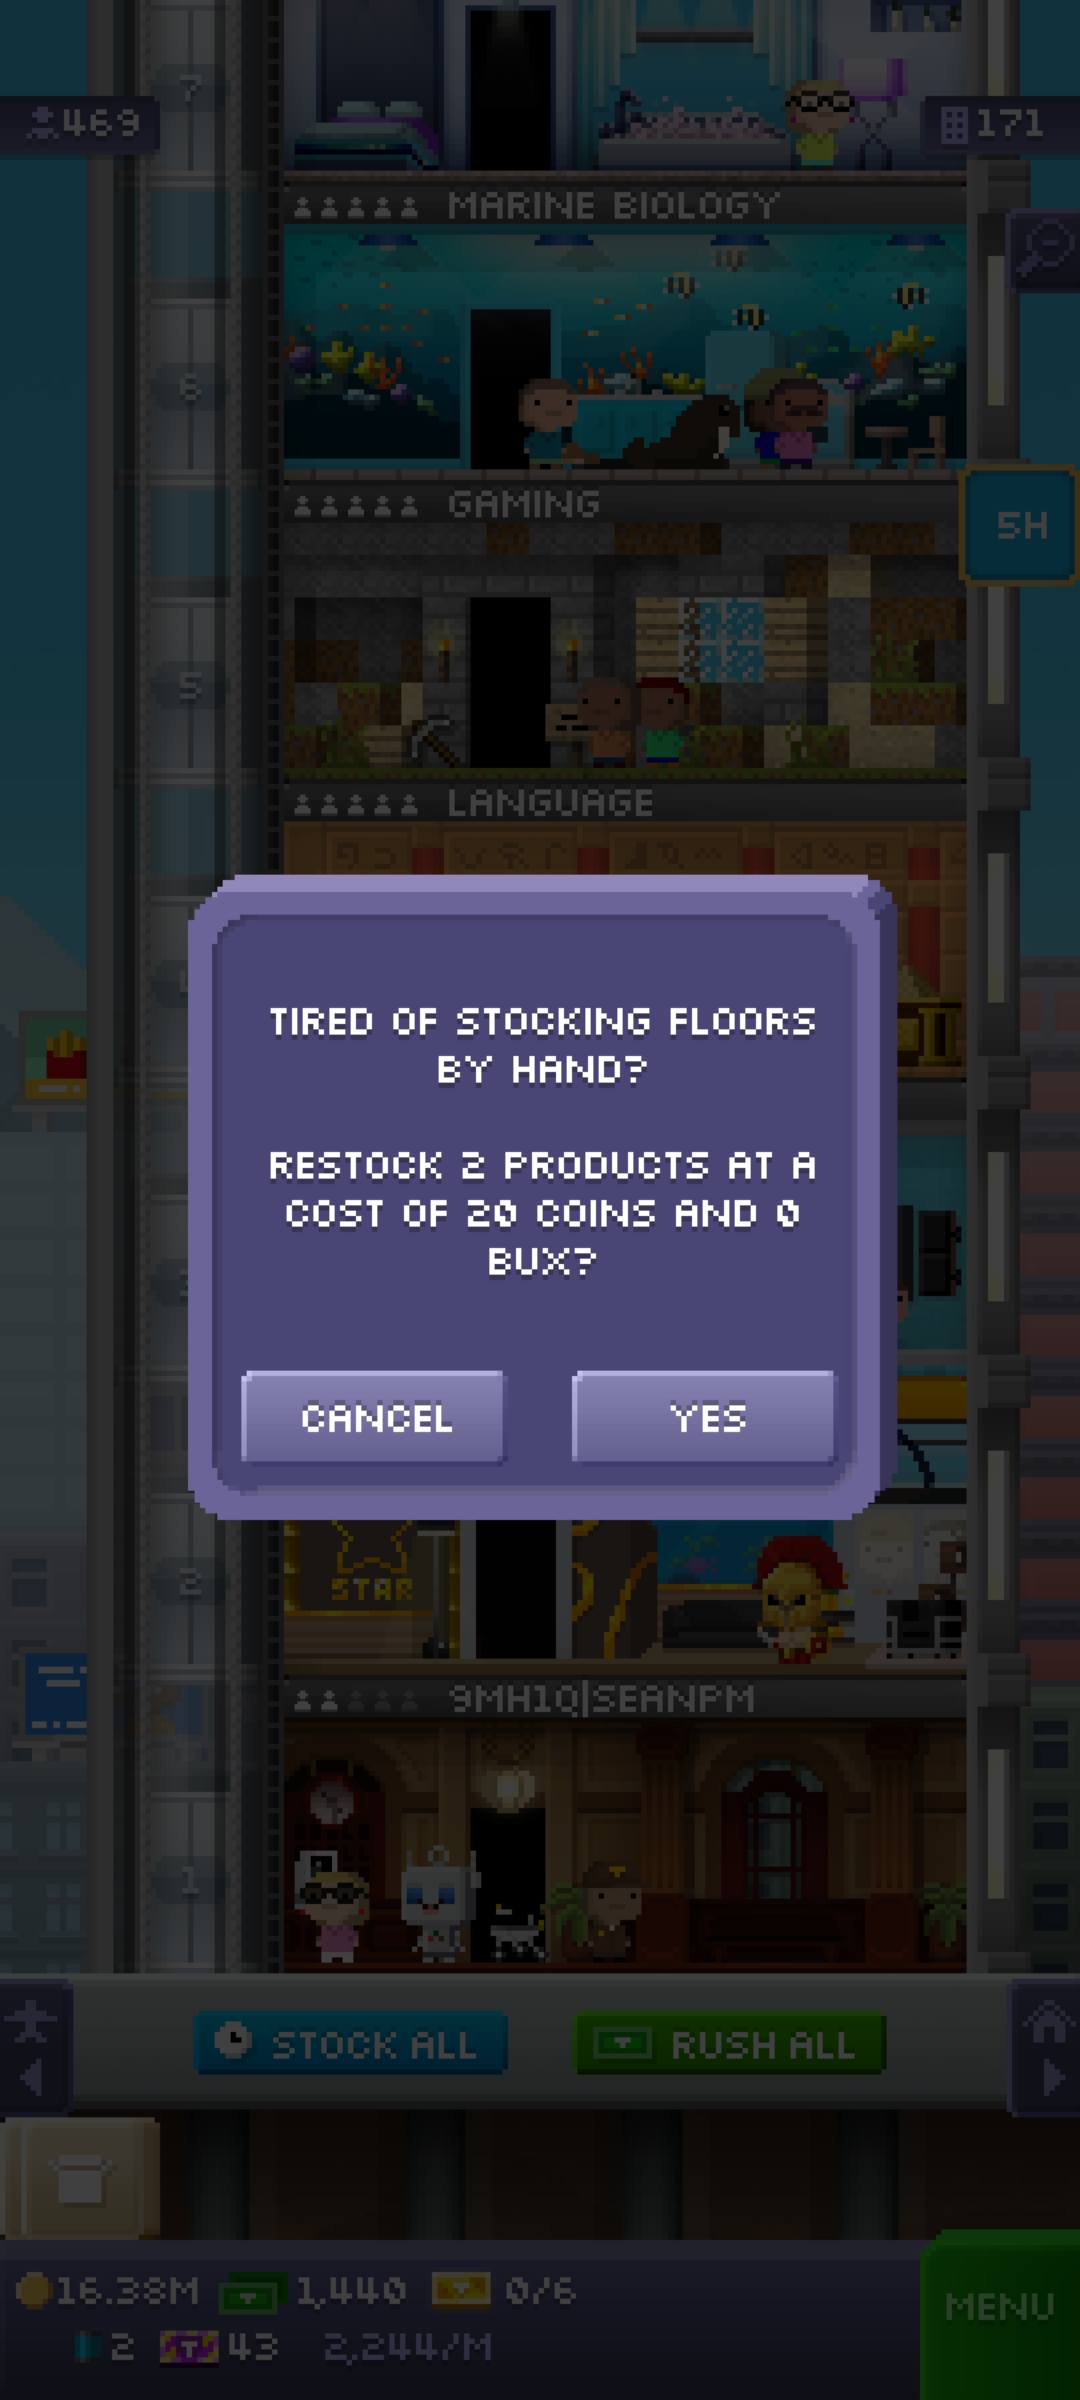 7
469
171
MARINE BIOLOGY
6
GAMING
5H
5
LANGUAGE
TIRED OF STOCKING FLOORS
BY HAND?
RESTOCK 2 PRODUCTS AT A
COST OF 20 COINS AND 0
BUX?
CANCEL
YES
STAR
2
9MH1Q|SEANPM
1
STOCK ALL
RUSH ALL
16.38M
1,440
0/6
MENU
2
43
2,244/M